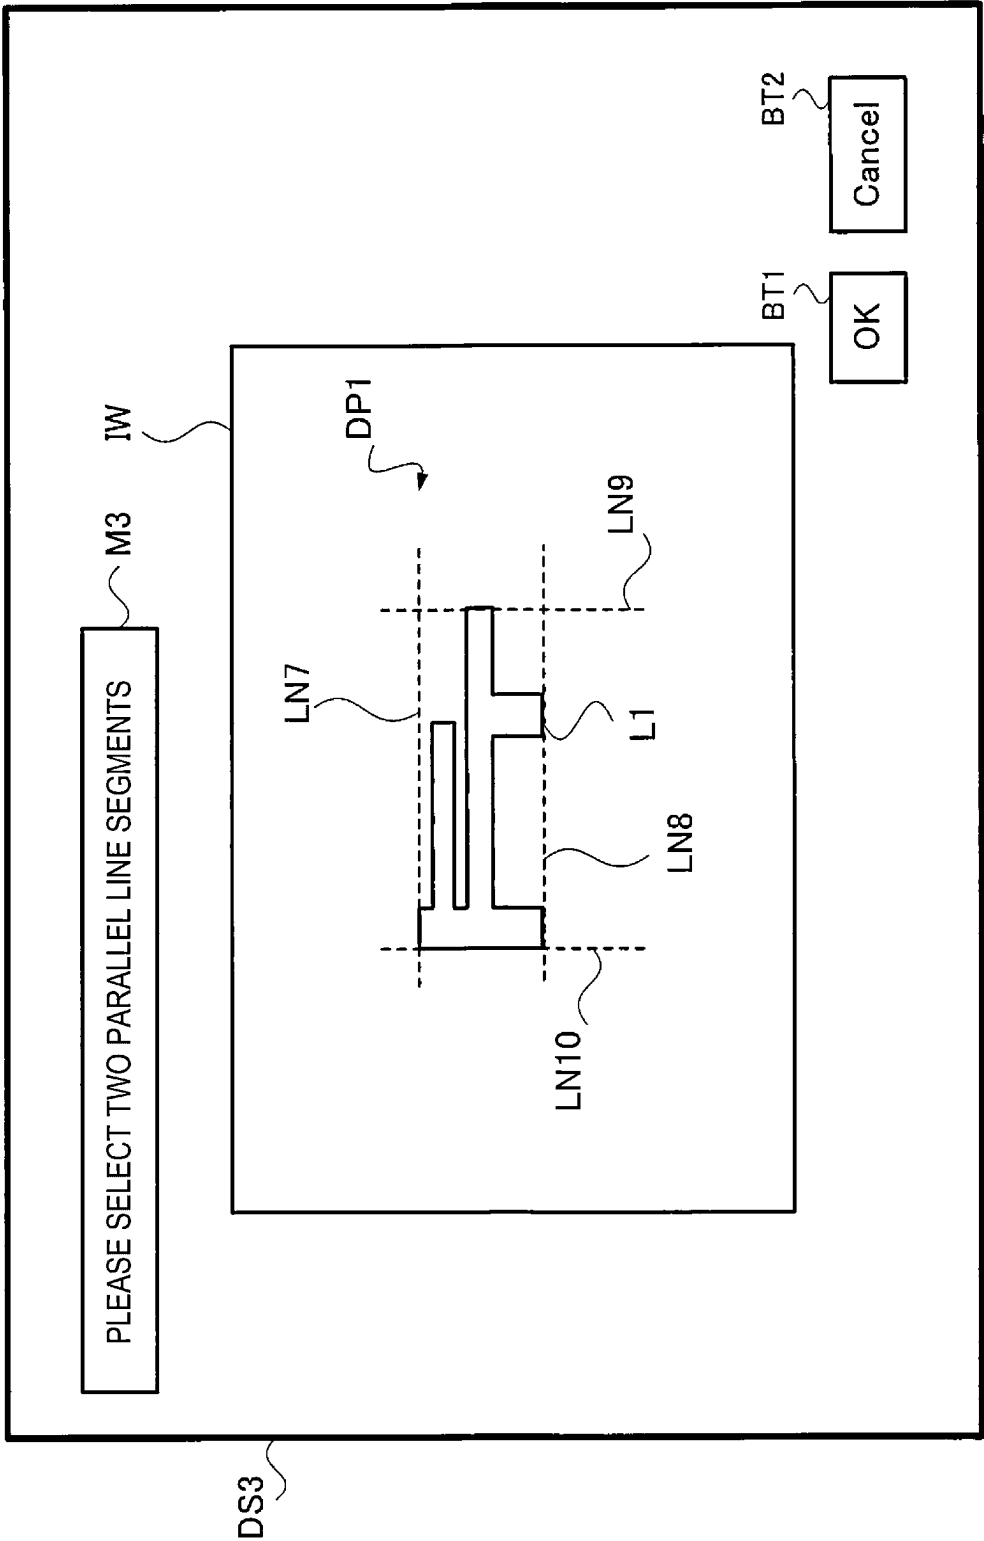 DS3
PLEASE SELECT TWO PARALLEL LINE SEGMENTS
M3
IW
DP1
LN7
LN9
L1
LN8
LN10
BT1
BT2
OK
Cancel